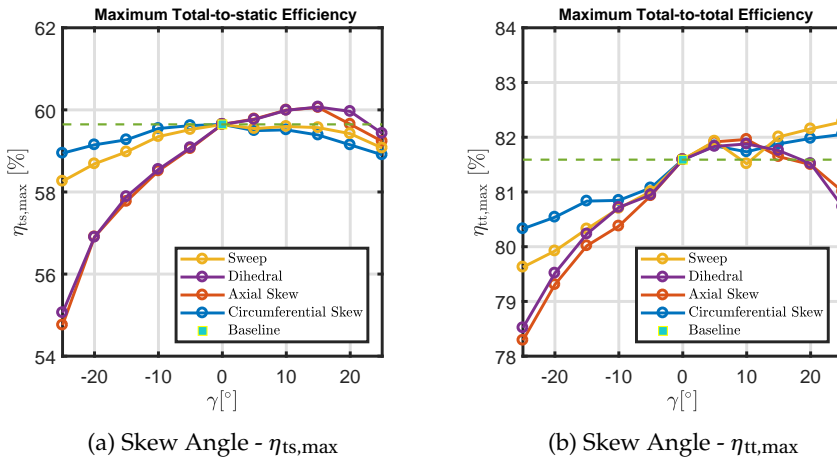 Maximum Total-to-static Efficiency
62
60
58
56
54
η_ts,max [%]
-20 -10 0 10 20
γ[°]
Sweep
Dihedral
Axial Skew
Circumferential Skew
Baseline
(a) Skew Angle - η_ts,max
Maximum Total-to-total Efficiency
84
83
82
81
80
79
78
η_tt,max [%]
-20 -10 0 10 20
γ[°]
Sweep
Dihedral
Axial Skew
Circumferential Skew
Baseline
(b) Skew Angle - η_tt,max